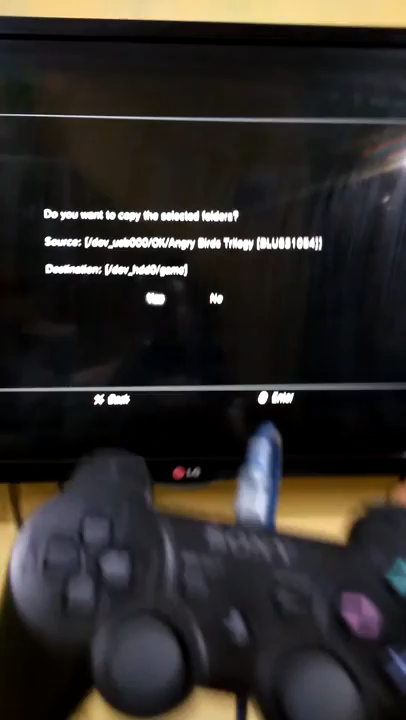 Do you want to copy the selected folders?
Source: [/dev_usb000/OK/Angry Birds Trilogy [BLUS31054]]
Destination: [/dev_hdd0/game]
Yes No
Back Enter
LG
SONY